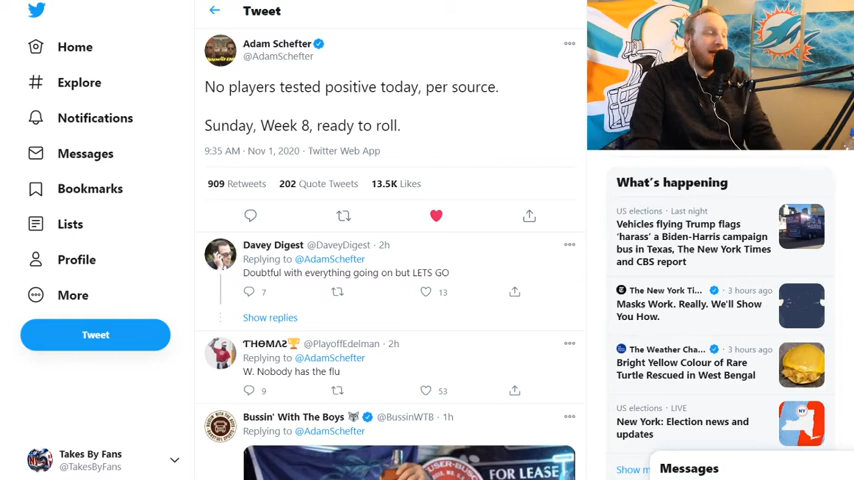 Tweet
Home
Explore
Notifications
Messages
Bookmarks
Lists
Profile
More
Tweet
Takes By Fans
@TakesByFans
Adam Schefter
@AdamSchefter
No players tested positive today, per source.
Sunday, Week 8, ready to roll.
9:35 AM · Nov 1, 2020 · Twitter Web App
909 Retweets 202 Quote Tweets 13.5K Likes
Davey Digest @DaveyDigest · 2h
Replying to @AdamSchefter
Doubtful with everything going on but LETS GO
7 13
Show replies
ƬHӨMΛƧ🏆 @PlayoffEdelman · 2h
Replying to @AdamSchefter
W. Nobody has the flu
9 53
Bussin' With The Boys 🐺 @BussinWTB · 1h
Replying to @AdamSchefter
FOR LEASE
What's happening
US elections · Last night
Vehicles flying Trump flags
'harass' a Biden-Harris campaign
bus in Texas, The New York Times
and CBS report
The New York Ti... · 3 hours ago
Masks Work. Really. We'll Show
You How.
The Weather Cha... · 3 hours ago
Bright Yellow Colour of Rare
Turtle Rescued in West Bengal
US elections · LIVE
New York: Election news and
updates
NY
Show m
Messages